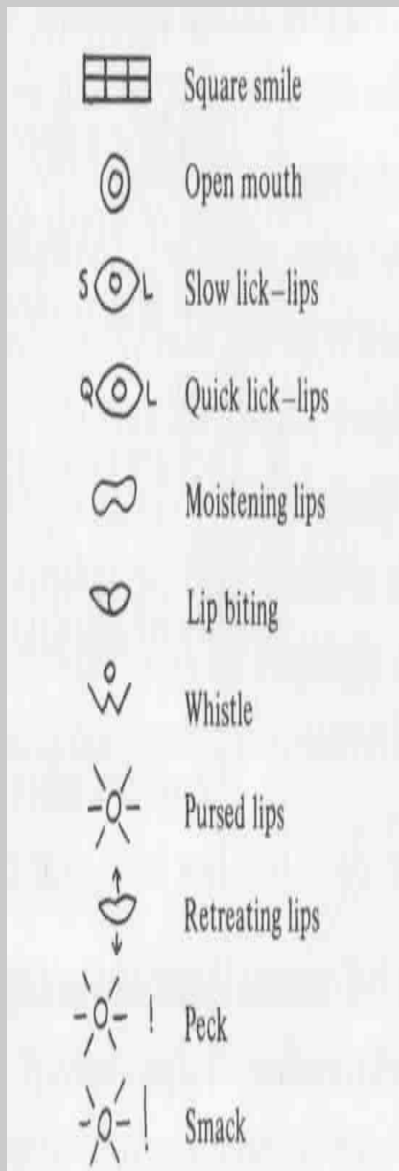 Square smile
Open mouth
S L Slow lick–lips
Q L Quick lick–lips
Moistening lips
Lip biting
W Whistle
Pursed lips
Retreating lips
! Peck
! Smack